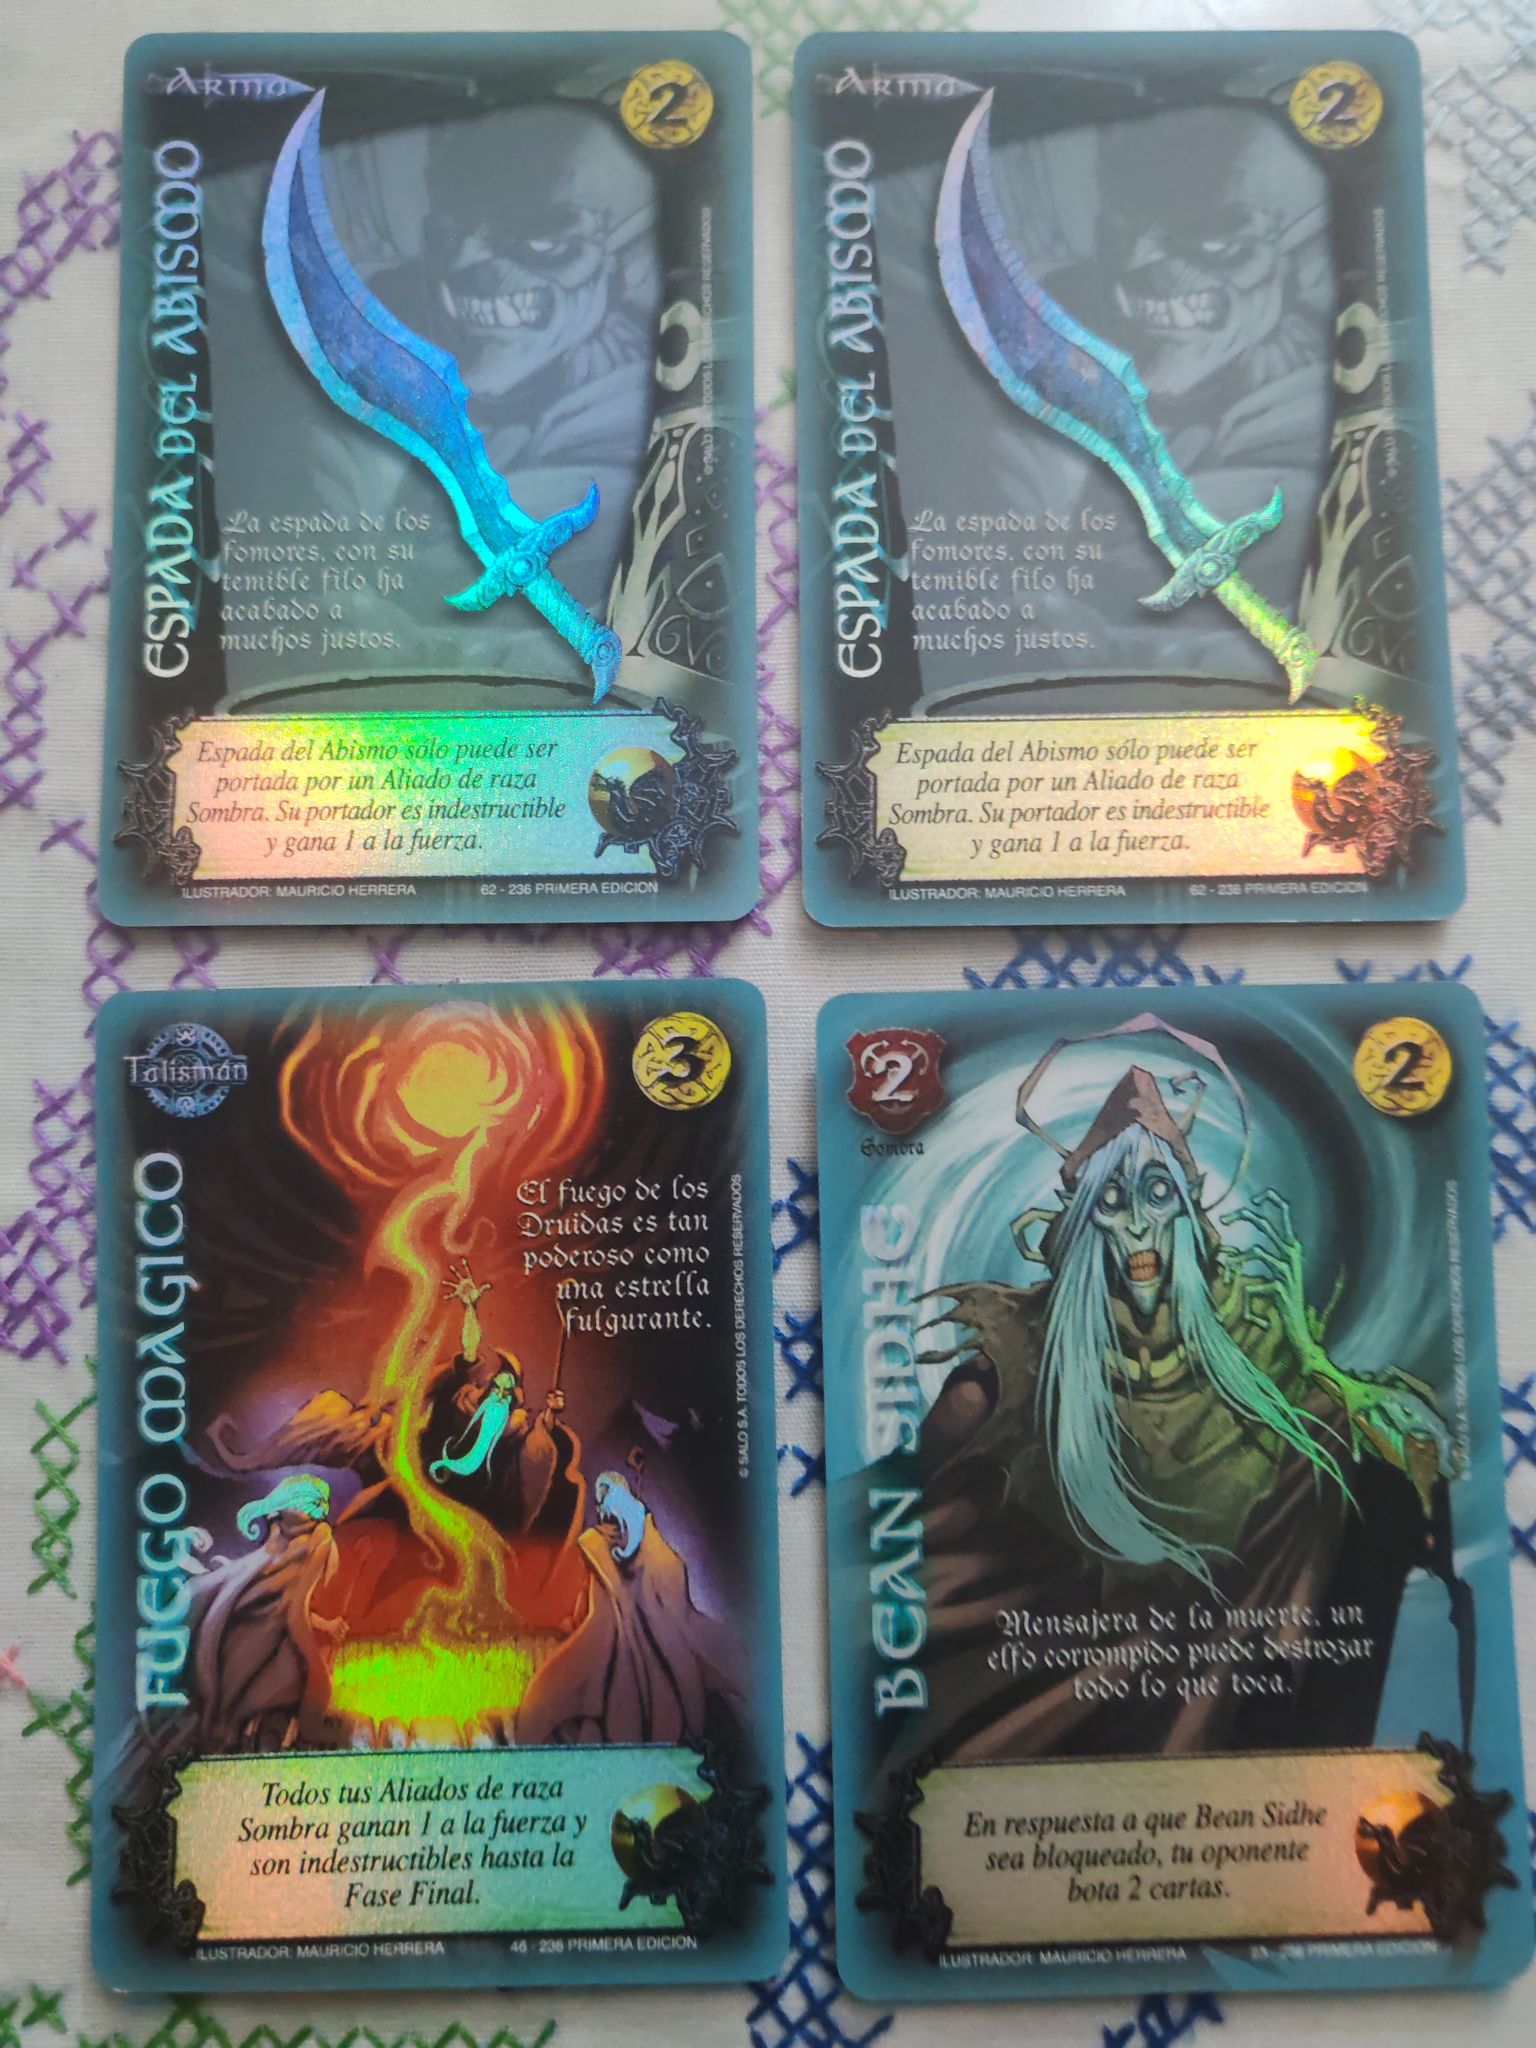 Arma
2
ESPADA DEL ABISMO
La espada de los
fomores, con su
temible filo ha
acabado a
muchos justos.
Espada del Abismo sólo puede ser
portada por un Aliado de raza
Sombra. Su portador es indestructible
y gana 1 a la fuerza.
ILUSTRADOR: MAURICIO HERRERA
62 - 236 PRIMERA EDICION
Arma
2
ESPADA DEL ABISMO
La espada de los
fomores, con su
temible filo ha
acabado a
muchos justos.
Espada del Abismo sólo puede ser
portada por un Aliado de raza
Sombra. Su portador es indestructible
y gana 1 a la fuerza.
ILUSTRADOR: MAURICIO HERRERA
62 - 236 PRIMERA EDICION
Talisman
3
FUEGO MAGICO
El fuego de los
Druidas es tan
poderoso como
una estrella
fulgurante.
© SALO S.A. TODOS LOS DERECHOS RESERVADOS
Todos tus Aliados de raza
Sombra ganan 1 a la fuerza y
son indestructibles hasta la
Fase Final.
ILUSTRADOR: MAURICIO HERRERA
46 - 236 PRIMERA EDICION
2
Sombra
2
BEAN SIDHE
Mensajera de la muerte, un
elfo corrompido puede destrozar
todo lo que toca.
En respuesta a que Bean Sidhe
sea bloqueado, tu oponente
bota 2 cartas.
ILUSTRADOR: MAURICIO HERRERA
236 PRIMERA EDICION